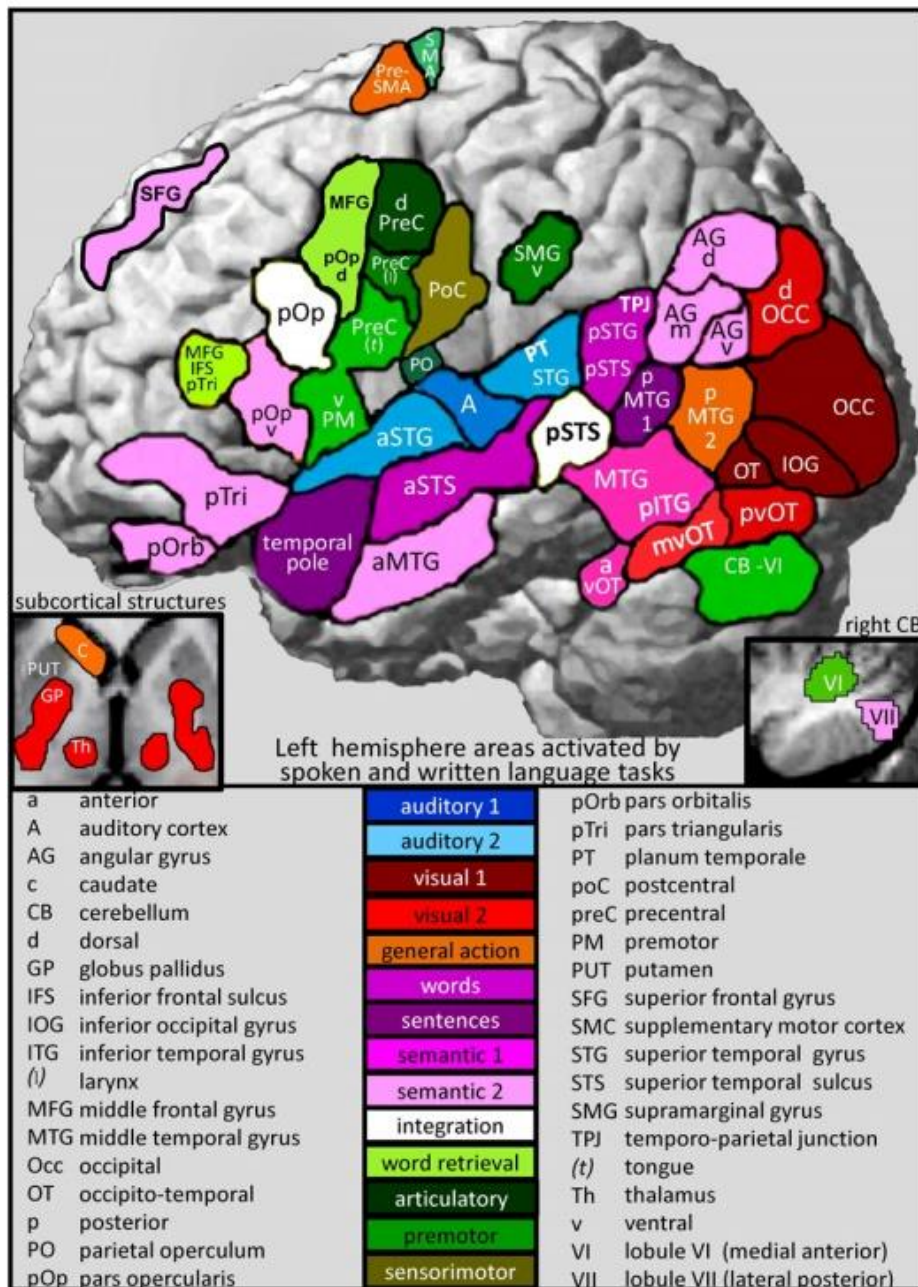 S
M
A
Pre-
SMA
SFG
MFG
pOp
d
d
PreC
PreC
(l)
PoC
SMG
v
AG
d
AG
m
AG
v
d
OCC
OCC
pOp
PreC
(t)
PO
TPJ
pSTG
pSTS
PT
STG
A
MFG
IFS
pTri
pOp
v
v
PM
aSTG
aSTS
pSTS
p
MTG
1
p
MTG
2
OT
IOG
MTG
pITG
pvOT
mvOT
a
vOT
CB -VI
pTri
pOrb
temporal
pole
aMTG
subcortical structures
C
PUT
GP
Th
right CB
VI
VII
Left hemisphere areas activated by
spoken and written language tasks
a anterior
A auditory cortex
AG angular gyrus
c caudate
CB cerebellum
d dorsal
GP globus pallidus
IFS inferior frontal sulcus
IOG inferior occipital gyrus
ITG inferior temporal gyrus
(l) larynx
MFG middle frontal gyrus
MTG middle temporal gyrus
Occ occipital
OT occipito-temporal
p posterior
PO parietal operculum
pOp pars opercularis
auditory 1
auditory 2
visual 1
visual 2
general action
words
sentences
semantic 1
semantic 2
integration
word retrieval
articulatory
premotor
sensorimotor
pOrb pars orbitalis
pTri pars triangularis
PT planum temporale
poC postcentral
preC precentral
PM premotor
PUT putamen
SFG superior frontal gyrus
SMC supplementary motor cortex
STG superior temporal gyrus
STS superior temporal sulcus
SMG supramarginal gyrus
TPJ temporo-parietal junction
(t) tongue
Th thalamus
v ventral
VI lobule VI (medial anterior)
VII lobule VII (lateral posterior)